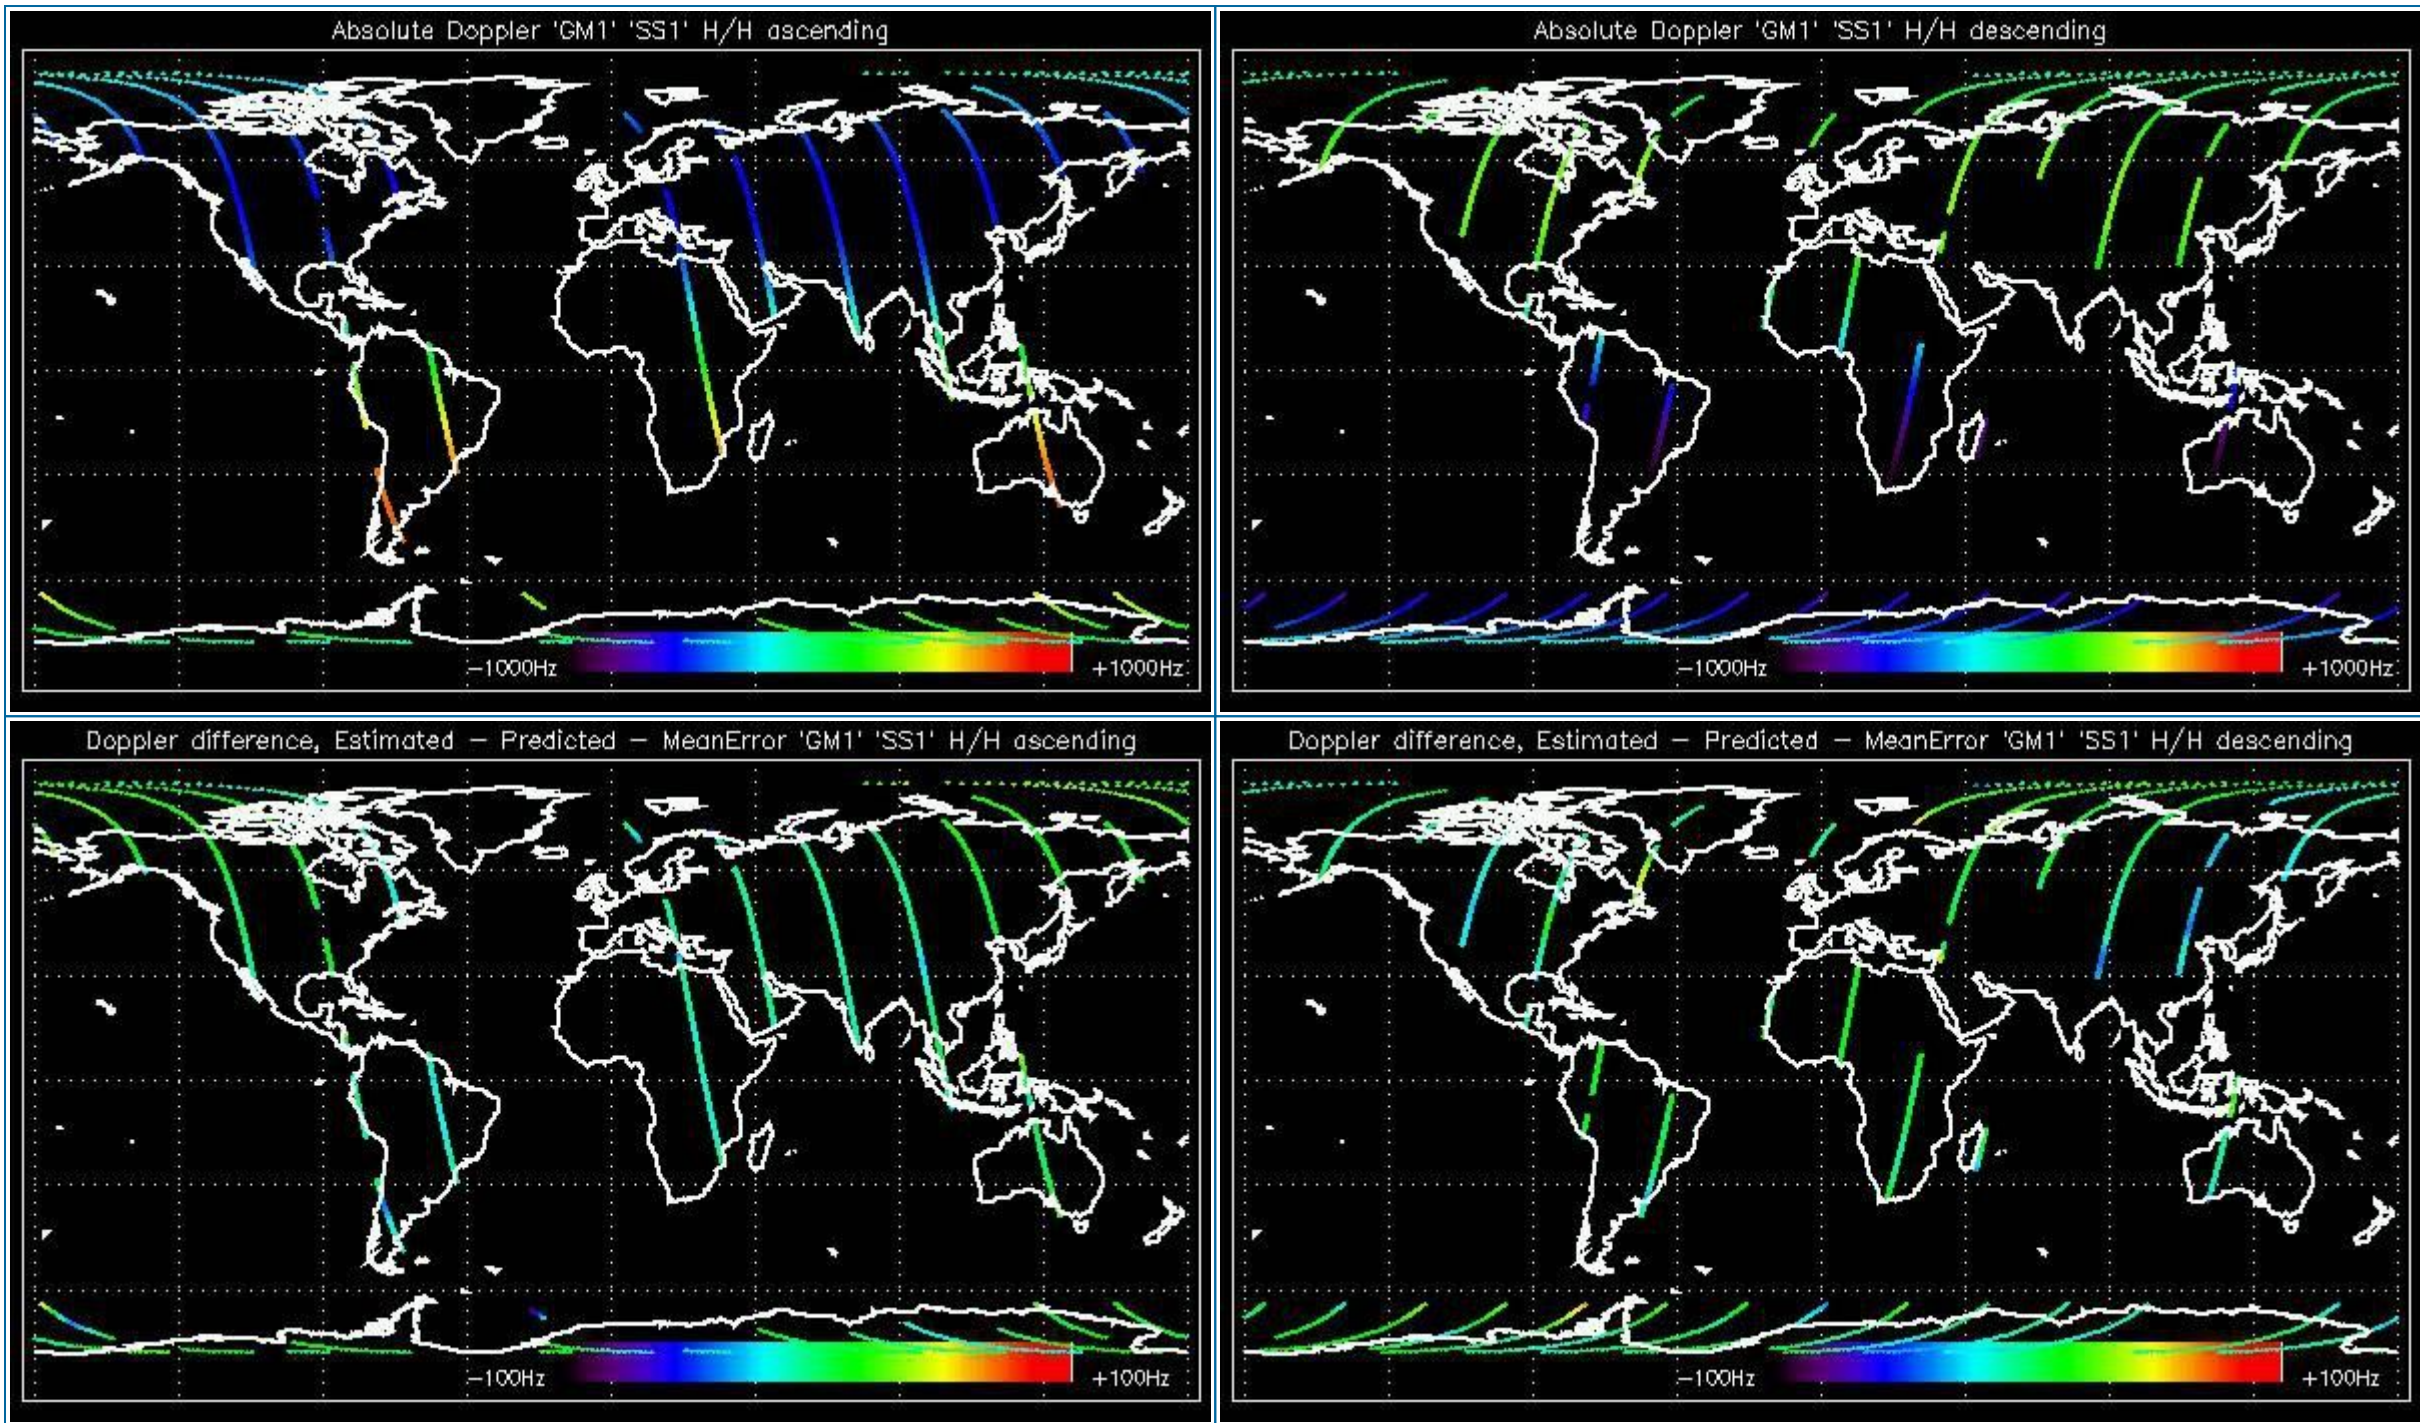 Absolute Doppler 'GM1' 'SS1' H/H ascending
−1000Hz
+1000Hz
Absolute Doppler 'GM1' 'SS1' H/H descending
−1000Hz
+1000Hz
Doppler difference, Estimated − Predicted − MeanError 'GM1' 'SS1' H/H ascending
−100Hz
+100Hz
Doppler difference, Estimated − Predicted − MeanError 'GM1' 'SS1' H/H descending
−100Hz
+100Hz